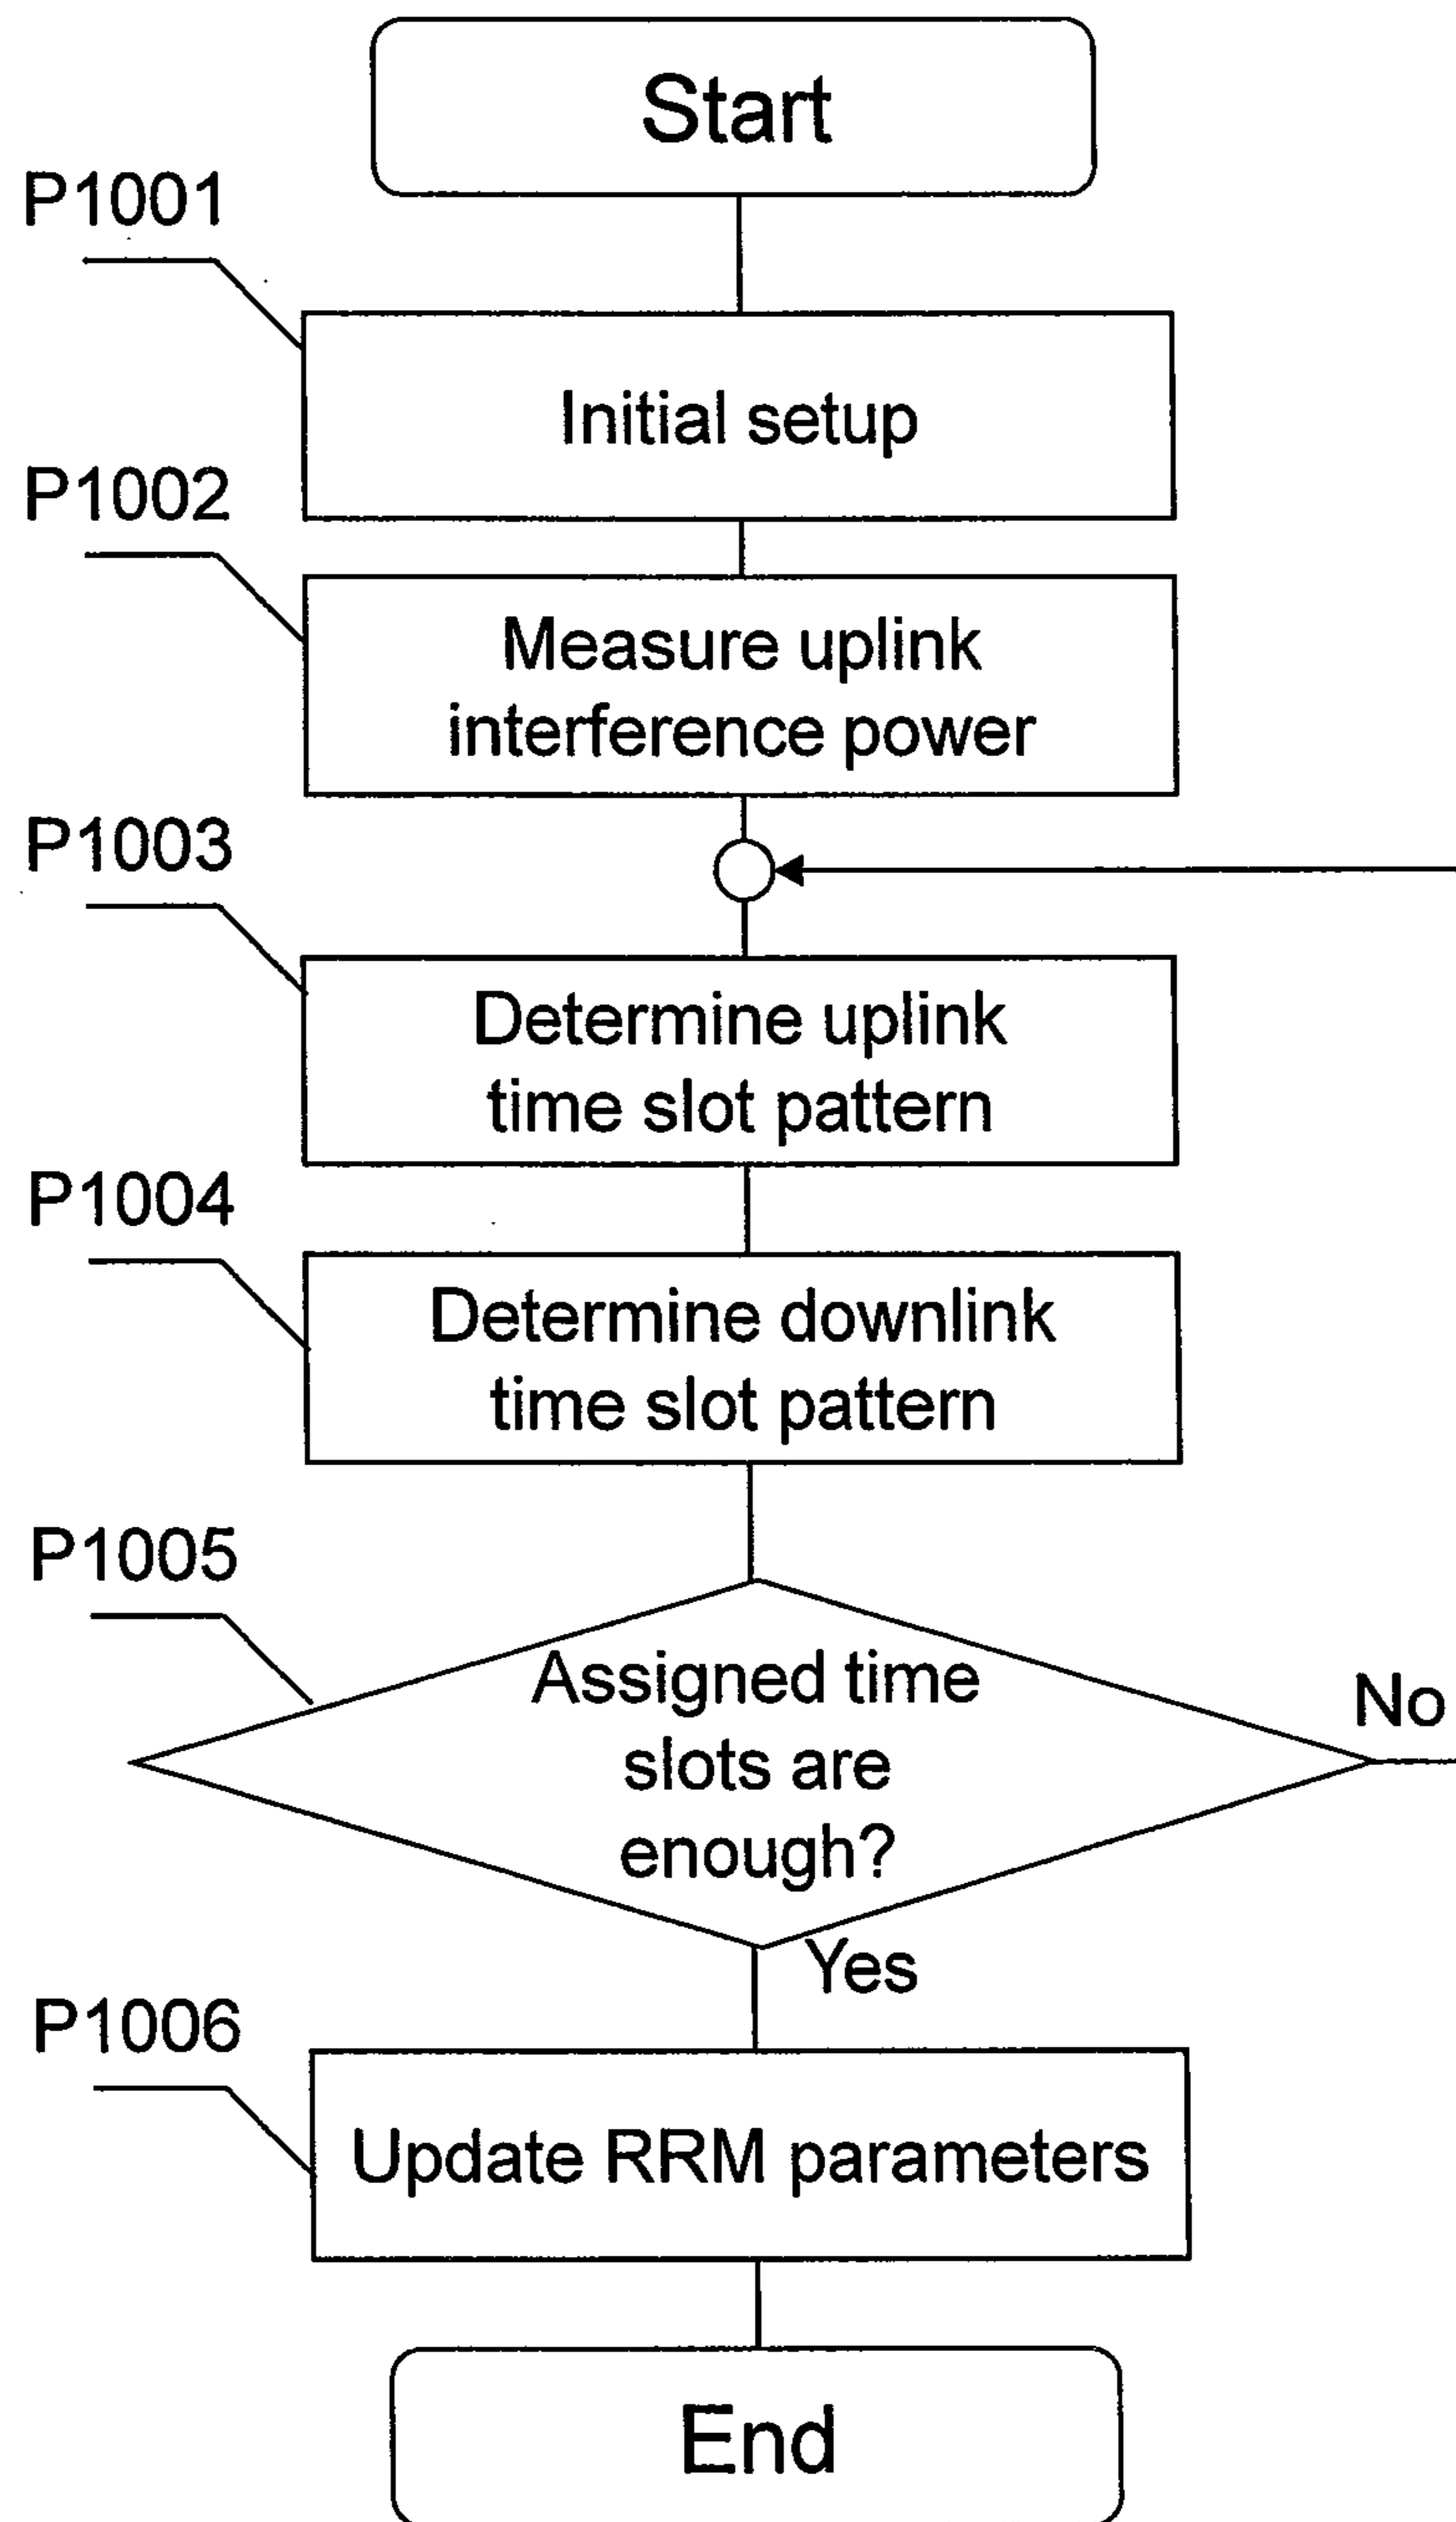 Start
P1001
Initial setup
P1002
Measure uplink
interference power
P1003
Determine uplink
time slot pattern
P1004
Determine downlink
time slot pattern
P1005
Assigned time
slots are
enough?
No
Yes
P1006
Update RRM parameters
End